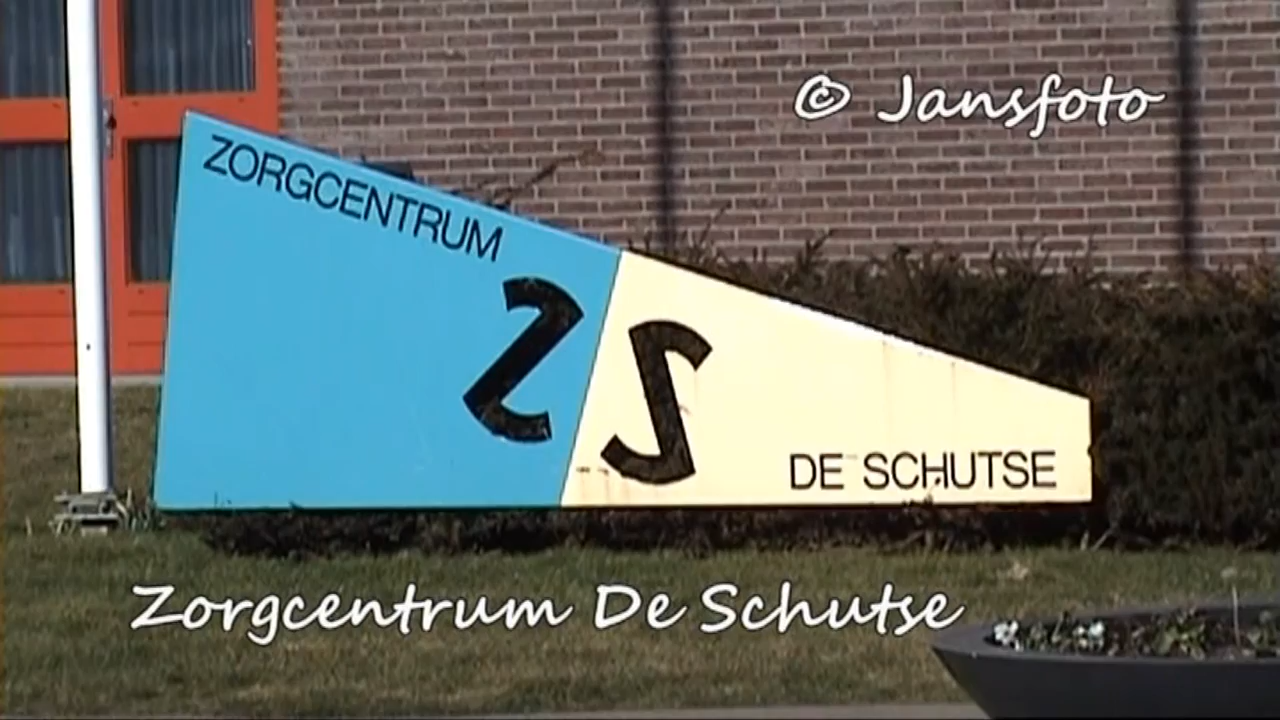 © Jansfoto
ZORGCENTRUM
ZS
DE SCHUTSE
Zorgcentrum De Schutse